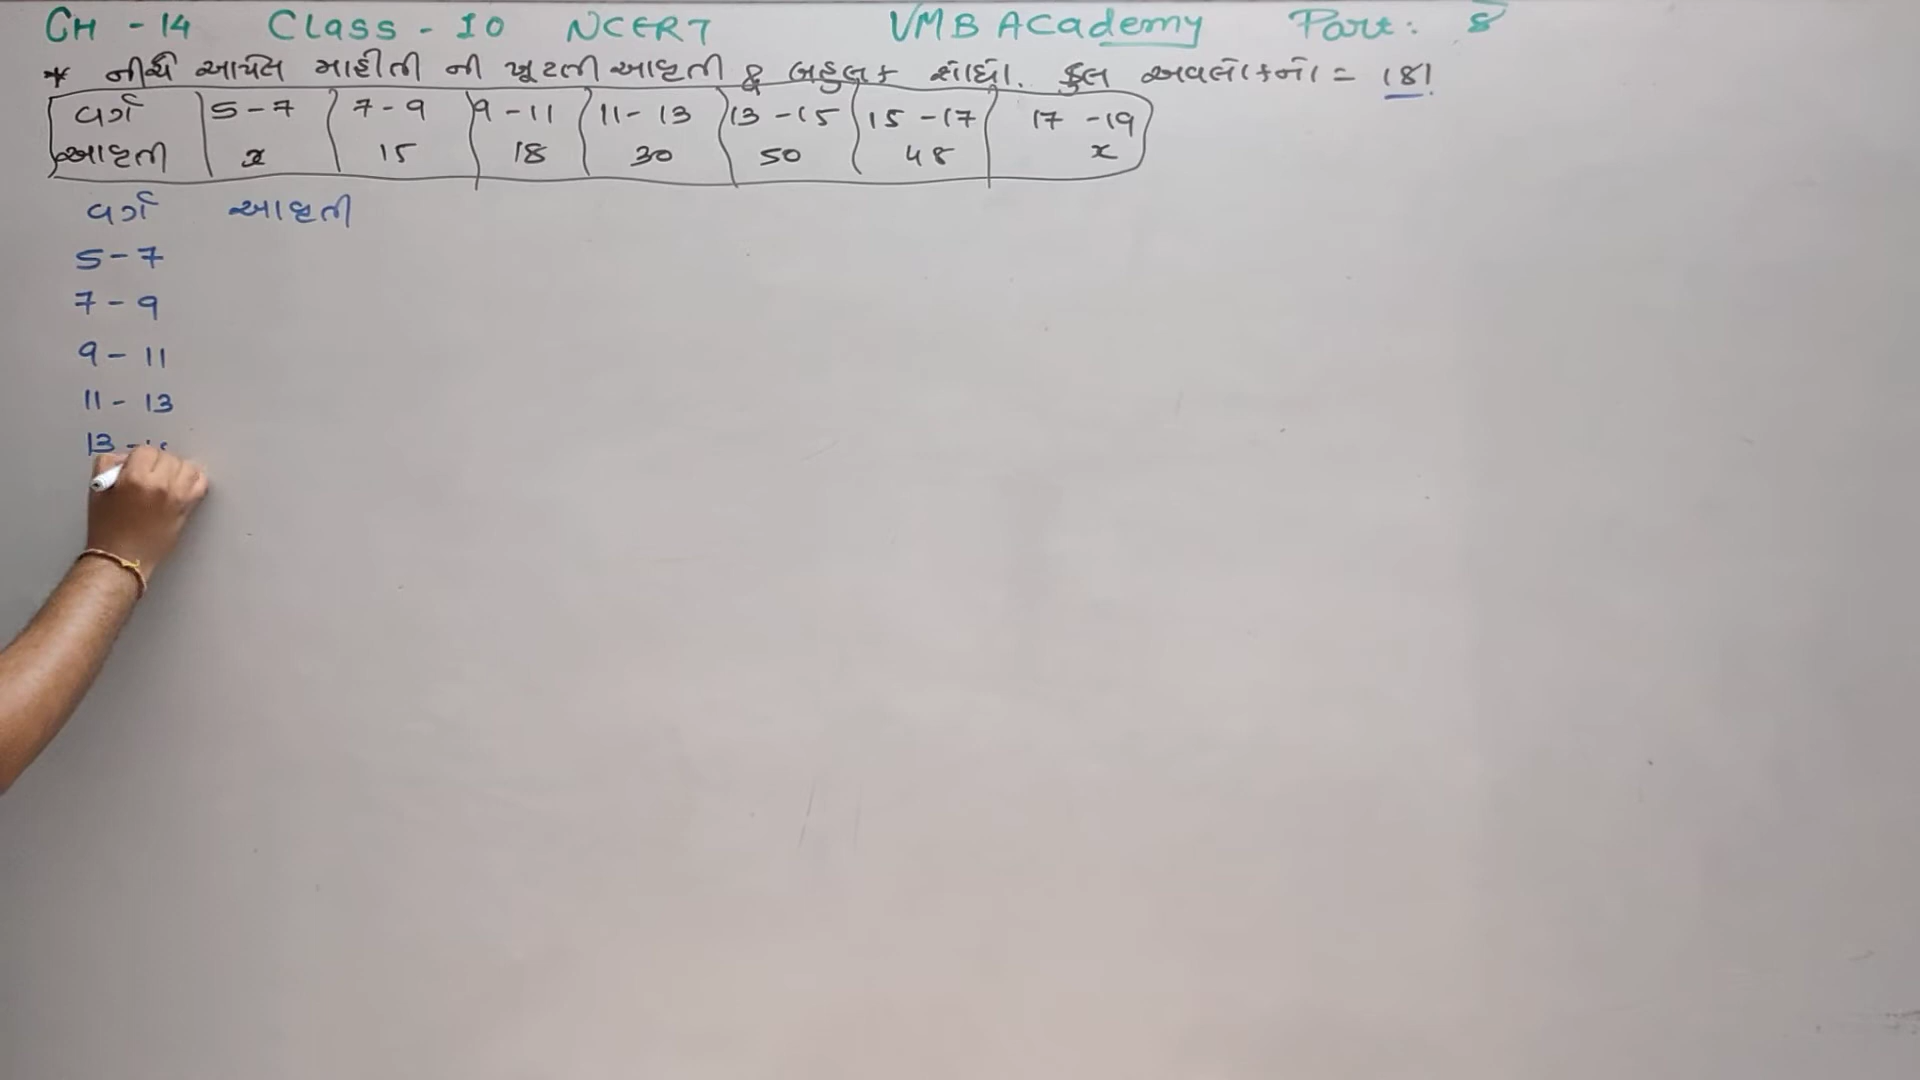 CH - 14 Class - 10 NCERT VMB ACademy Part : 8
* નીચે આપેલ માહીતી ની ખૂટતી આવૃતી & બહુલક શોધો. કુલ અવલોકનો = 181.
વર્ગ 5-7 7-9 9-11 11-13 13-15 15-17 17-19
આવૃતી x 15 18 30 50 48 x
વર્ગ આવૃતી
5-7
7-9
9-11
11-13
13-